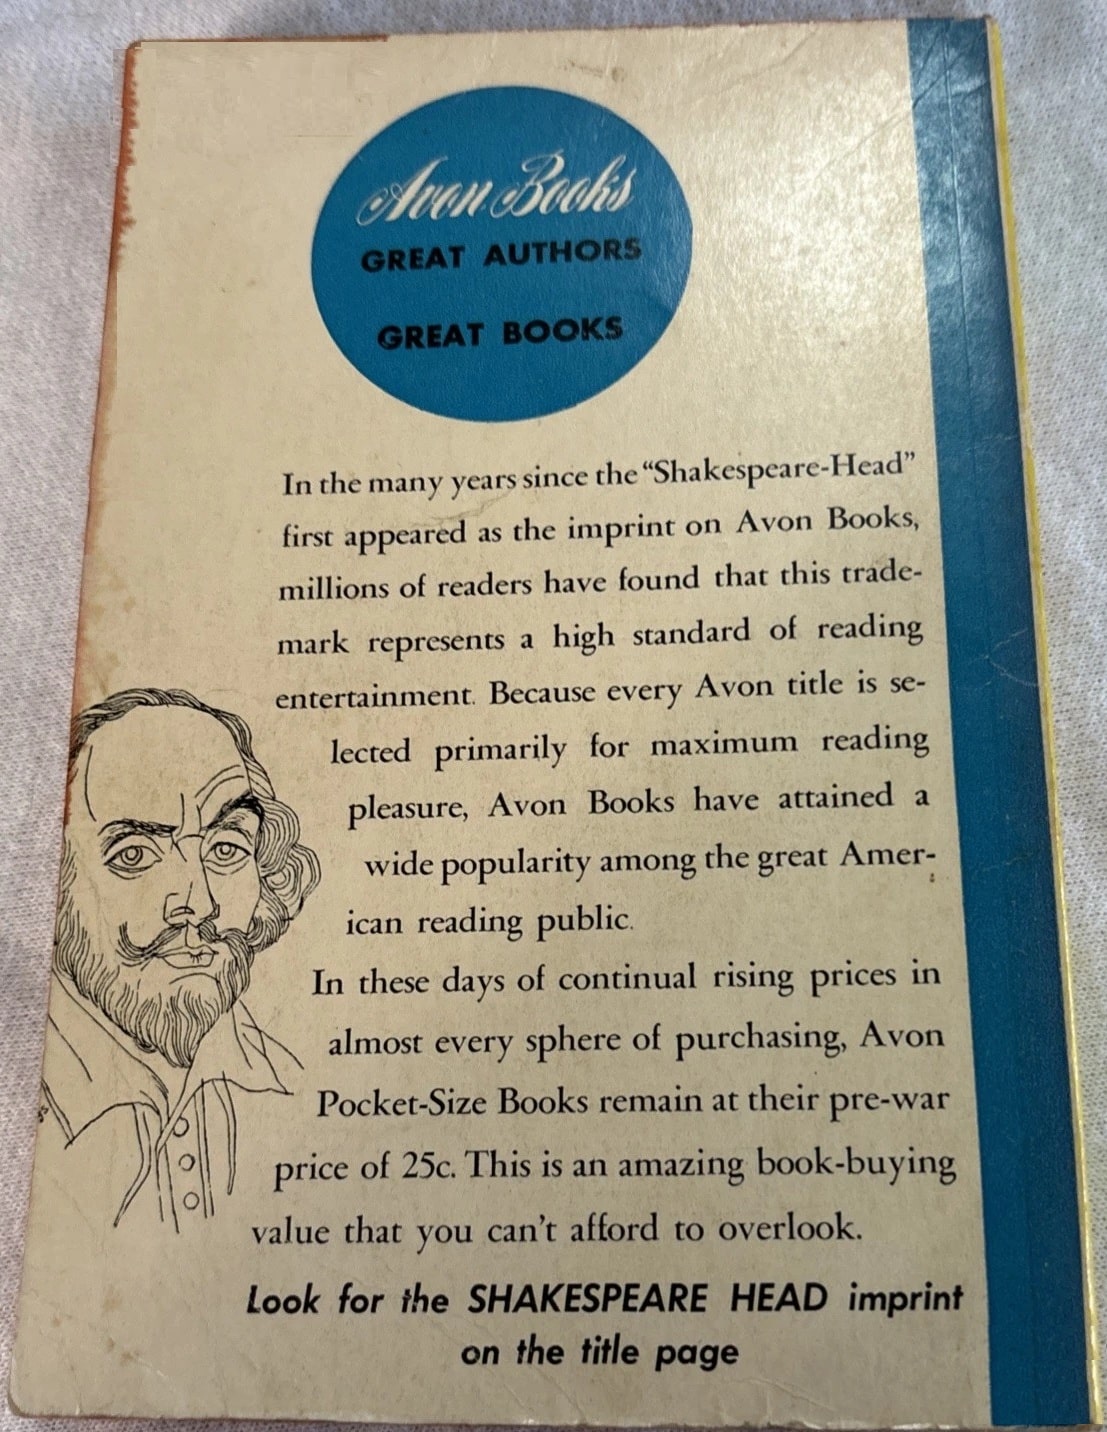 Avon Books
GREAT AUTHORS
GREAT BOOKS
In the many years since the “Shakespeare-Head”
first appeared as the imprint on Avon Books,
millions of readers have found that this trade-
mark represents a high standard of reading
entertainment. Because every Avon title is se-
lected primarily for maximum reading
pleasure, Avon Books have attained a
wide popularity among the great Amer-
ican reading public.
In these days of continual rising prices in
almost every sphere of purchasing, Avon
Pocket-Size Books remain at their pre-war
price of 25c. This is an amazing book-buying
value that you can't afford to overlook.
Look for the SHAKESPEARE HEAD imprint
on the title page